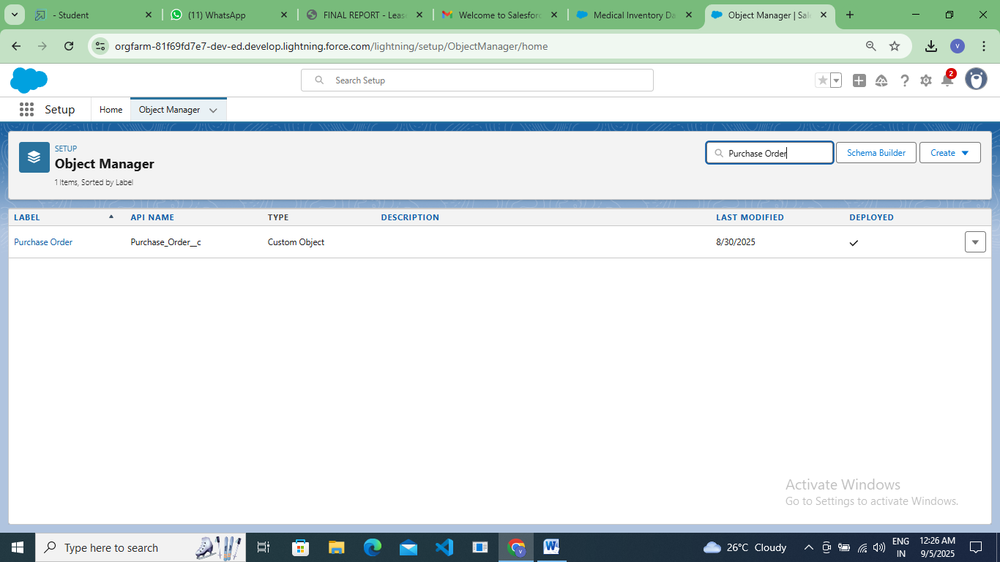 - Student
(11) WhatsApp
FINAL REPORT - Leas
Welcome to Salesforc
Medical Inventory Da
Object Manager | Sale
orgfarm-81f69fd7e7-dev-ed.develop.lightning.force.com/lightning/setup/ObjectManager/home
V
Search Setup
2
Setup
Home
Object Manager
SETUP
Object Manager
1 Items, Sorted by Label
Purchase Order
Schema Builder
Create
LABEL API NAME TYPE DESCRIPTION LAST MODIFIED DEPLOYED
Purchase Order Purchase_Order__c Custom Object 8/30/2025
Activate Windows
Go to Settings to activate Windows.
Type here to search
26°C Cloudy
ENG
IN
12:26 AM
9/5/2025